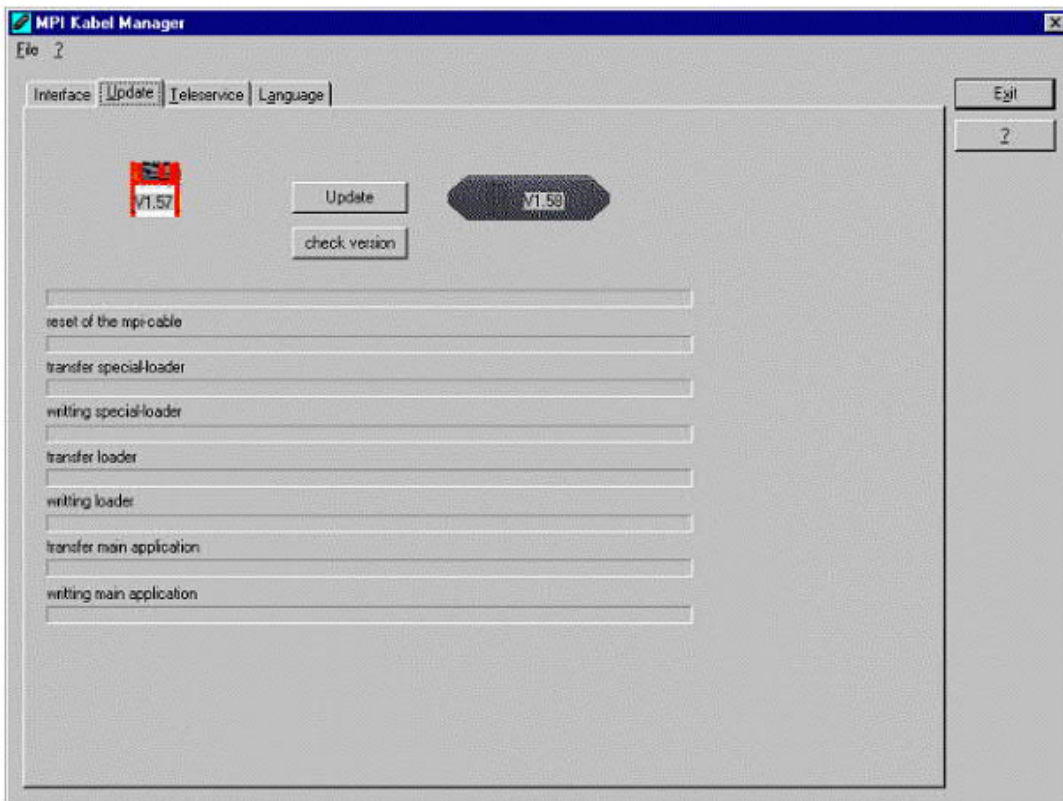 MPI Kabel Manager
File ?
Interface Update Teleservice Language
Exit
?
V1.57
Update
V1.58
check version
reset of the mpi-cable
transfer special-loader
writting special-loader
transfer loader
writting loader
transfer main application
writting main application